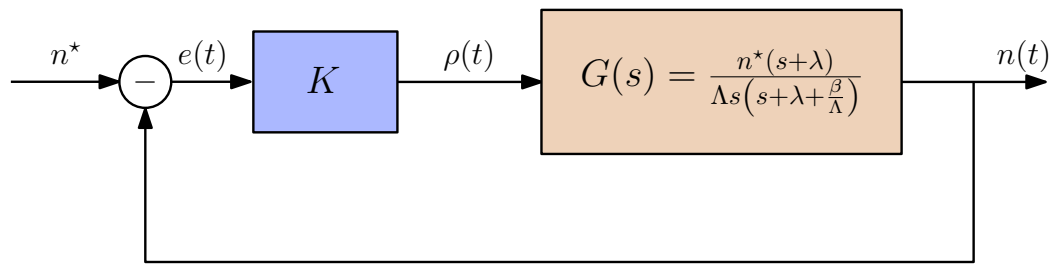 n⋆
−
e(t)
K
ρ(t)
G(s) = n⋆(s+λ) / Λs(s+λ+β/Λ)
n(t)